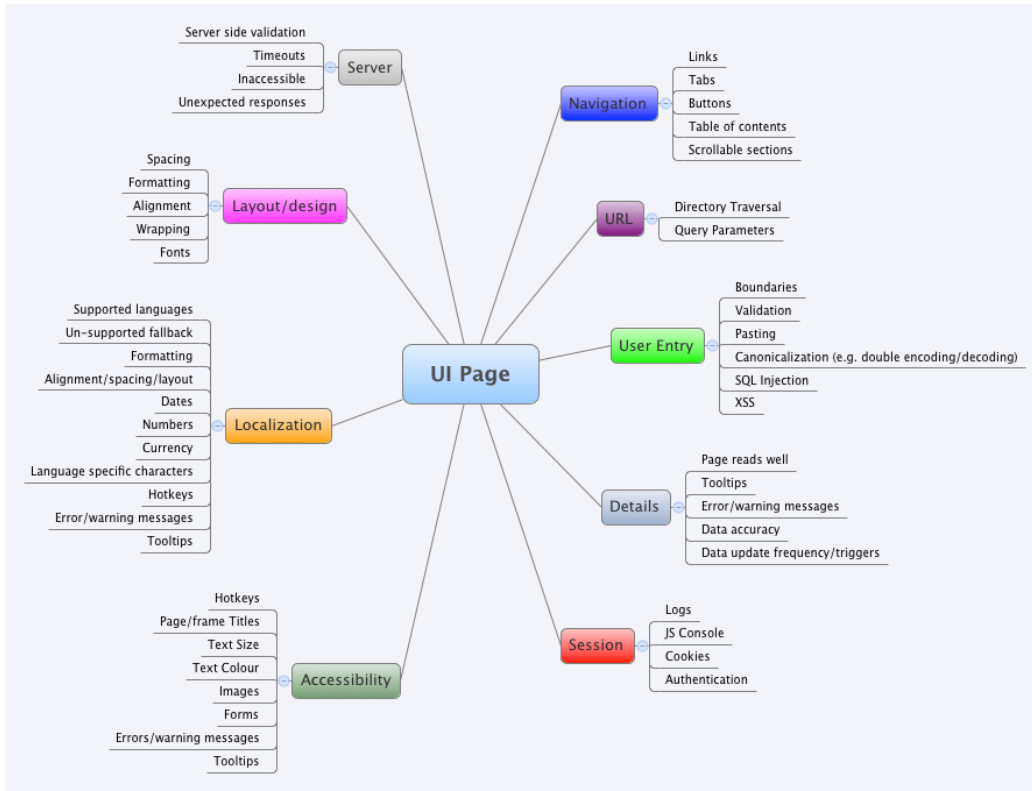 UI Page
Server
Server side validation
Timeouts
Inaccessible
Unexpected responses
Layout/design
Spacing
Formatting
Alignment
Wrapping
Fonts
Localization
Supported languages
Un-supported fallback
Formatting
Alignment/spacing/layout
Dates
Numbers
Currency
Language specific characters
Hotkeys
Error/warning messages
Tooltips
Accessibility
Hotkeys
Page/frame Titles
Text Size
Text Colour
Images
Forms
Errors/warning messages
Tooltips
Navigation
Links
Tabs
Buttons
Table of contents
Scrollable sections
URL
Directory Traversal
Query Parameters
User Entry
Boundaries
Validation
Pasting
Canonicalization (e.g. double encoding/decoding)
SQL Injection
XSS
Details
Page reads well
Tooltips
Error/warning messages
Data accuracy
Data update frequency/triggers
Session
Logs
JS Console
Cookies
Authentication